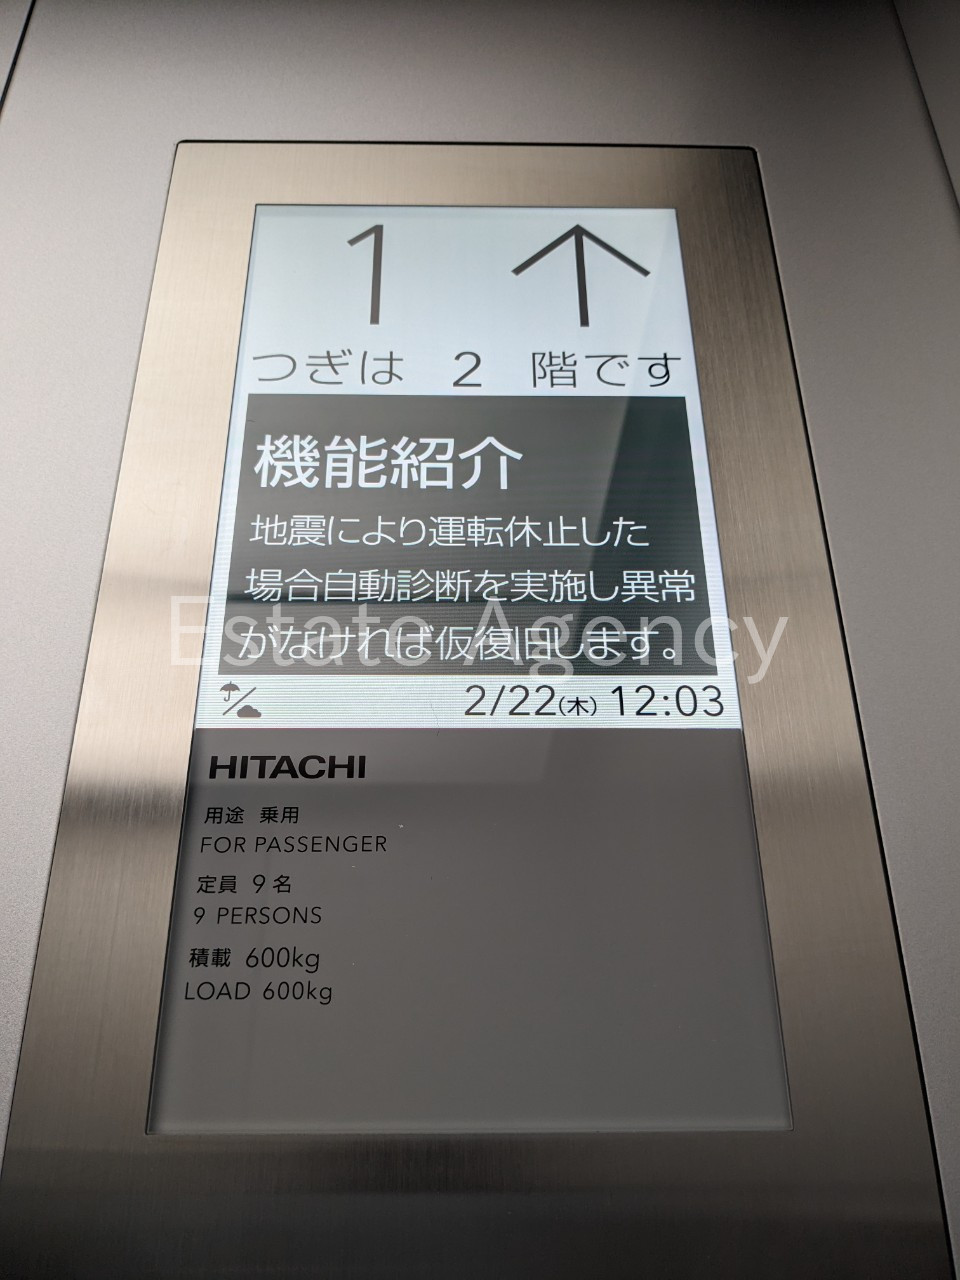 1 ↑
つぎは 2 階です
機能紹介
地震により運転休止した
場合自動診断を実施し異常
がなければ仮復旧します。
Estate Agency
2/22(木) 12:03
HITACHI
用途 乗用
FOR PASSENGER
定員 9名
9 PERSONS
積載 600kg
LOAD 600kg